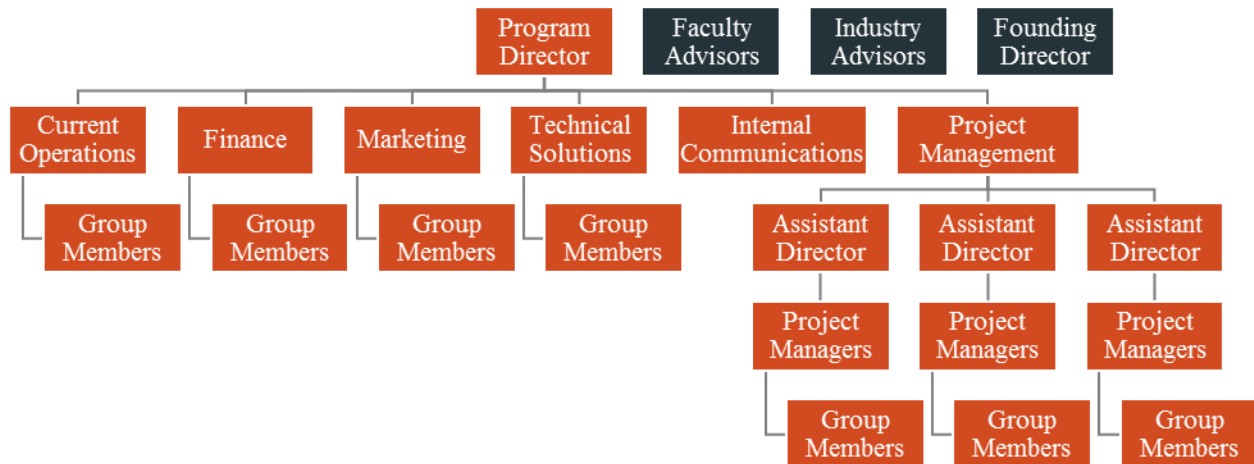 Program
Director
Faculty
Advisors
Industry
Advisors
Founding
Director
Current
Operations
Finance
Marketing
Technical
Solutions
Internal
Communications
Project
Management
Group
Members
Group
Members
Group
Members
Group
Members
Assistant
Director
Assistant
Director
Assistant
Director
Project
Managers
Project
Managers
Project
Managers
Group
Members
Group
Members
Group
Members